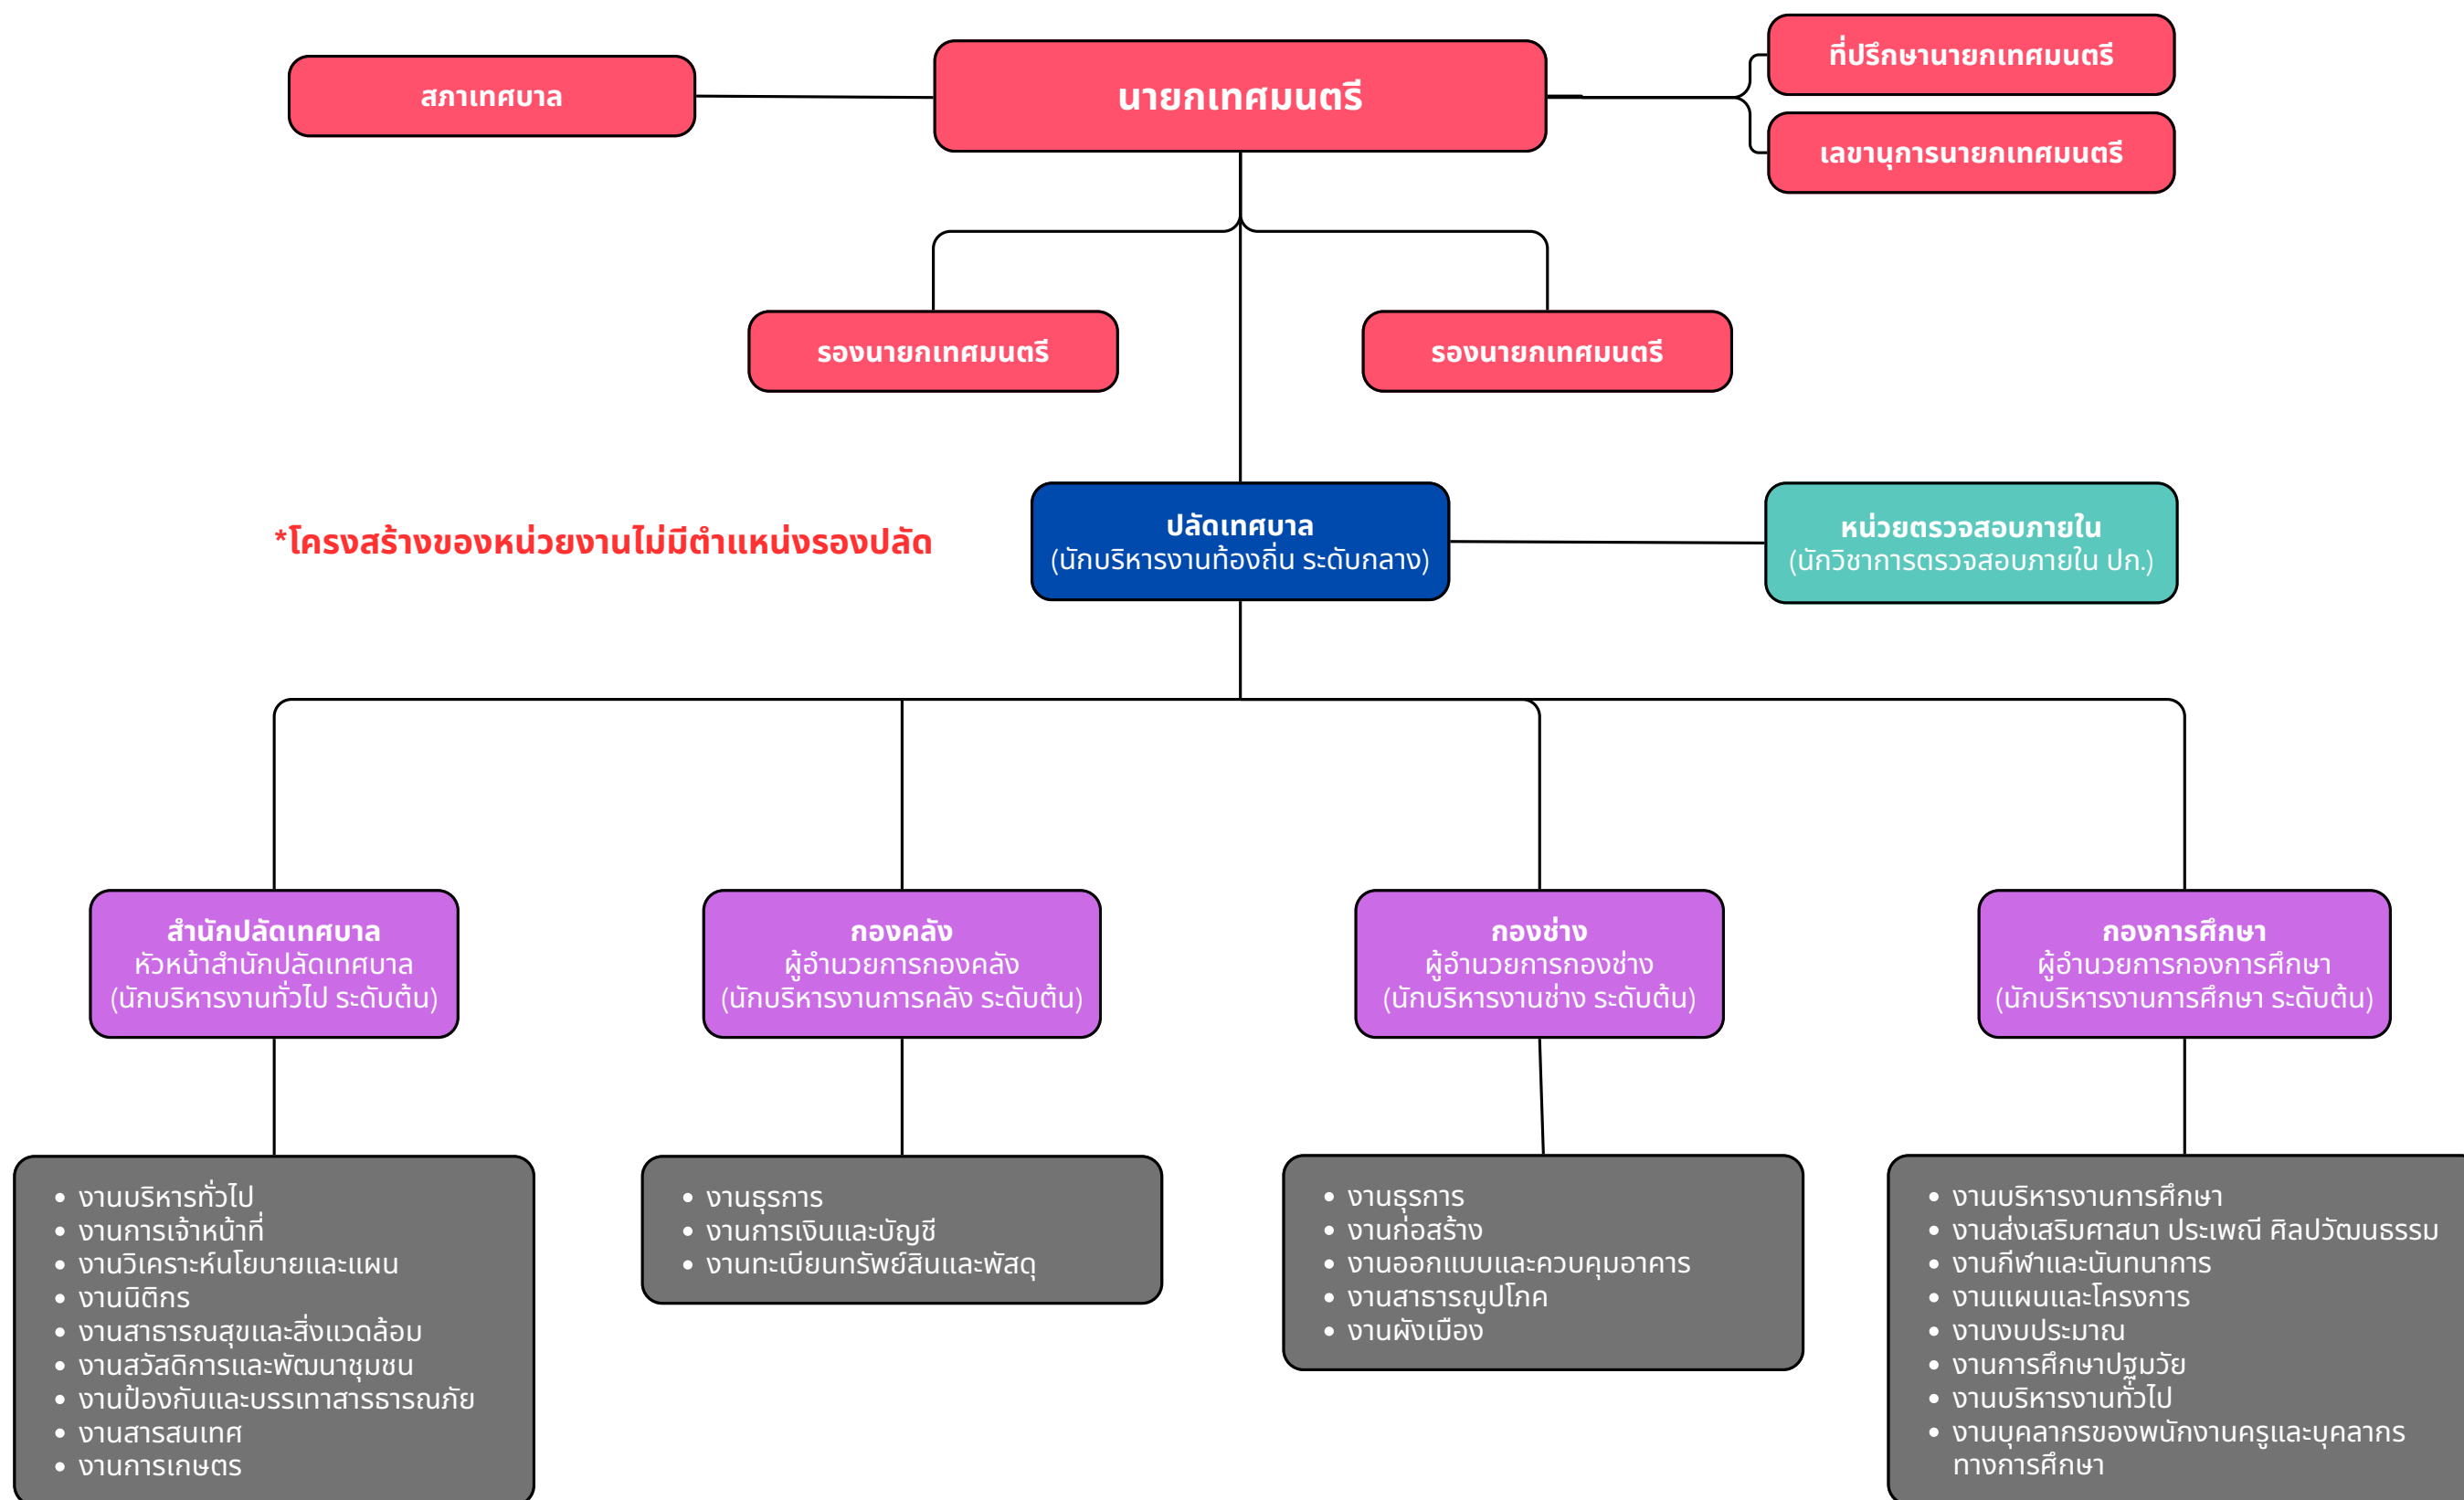 สภาเทศบาล
นายกเทศมนตรี
ที่ปรึกษานายกเทศมนตรี
เลขานุการนายกเทศมนตรี
รองนายกเทศมนตรี
รองนายกเทศมนตรี
*โครงสร้างของหน่วยงานไม่มีตำแหน่งรองปลัด
ปลัดเทศบาล
(นักบริหารงานท้องถิ่น ระดับกลาง)
หน่วยตรวจสอบภายใน
(นักวิชาการตรวจสอบภายใน ปก.)
สำนักปลัดเทศบาล
หัวหน้าสำนักปลัดเทศบาล
(นักบริหารงานทั่วไป ระดับต้น)
กองคลัง
ผู้อำนวยการกองคลัง
(นักบริหารงานการคลัง ระดับต้น)
กองช่าง
ผู้อำนวยการกองช่าง
(นักบริหารงานช่าง ระดับต้น)
กองการศึกษา
ผู้อำนวยการกองการศึกษา
(นักบริหารงานการศึกษา ระดับต้น)
• งานบริหารทั่วไป
• งานการเจ้าหน้าที่
• งานวิเคราะห์นโยบายและแผน
• งานนิติกร
• งานสาธารณสุขและสิ่งแวดล้อม
• งานสวัสดิการและพัฒนาชุมชน
• งานป้องกันและบรรเทาสารธารณภัย
• งานสารสนเทศ
• งานการเกษตร
• งานธุรการ
• งานการเงินและบัญชี
• งานทะเบียนทรัพย์สินและพัสดุ
• งานธุรการ
• งานก่อสร้าง
• งานออกแบบและควบคุมอาคาร
• งานสาธารณูปโภค
• งานผังเมือง
• งานบริหารงานการศึกษา
• งานส่งเสริมศาสนา ประเพณี ศิลปวัฒนธรรม
• งานกีฬาและนันทนาการ
• งานแผนและโครงการ
• งานงบประมาณ
• งานการศึกษาปฐมวัย
• งานบริหารงานทั่วไป
• งานบุคลากรของพนักงานครูและบุคลากร
ทางการศึกษา